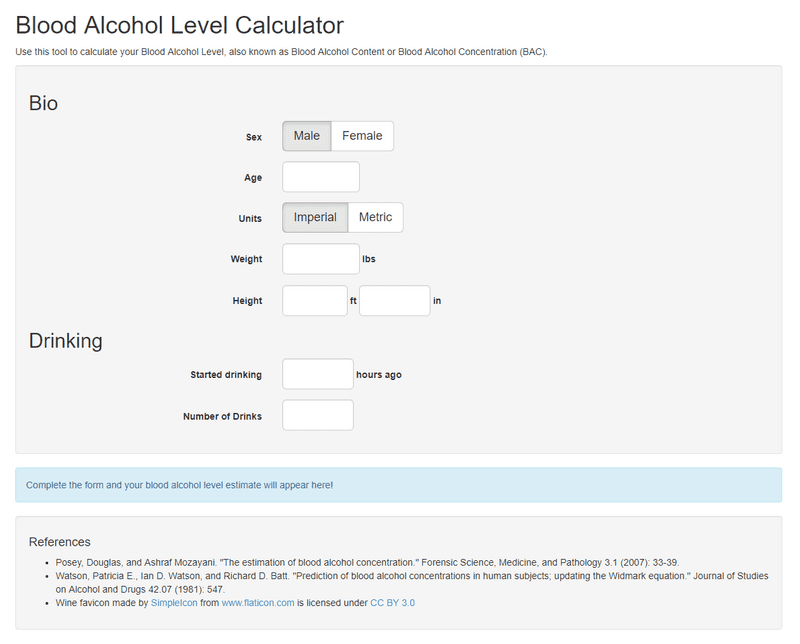 Blood Alcohol Level Calculator
Use this tool to calculate your Blood Alcohol Level, also known as Blood Alcohol Content or Blood Alcohol Concentration (BAC).
Bio
Sex Male Female
Age
Units Imperial Metric
Weight lbs
Height ft in
Drinking
Started drinking hours ago
Number of Drinks
Complete the form and your blood alcohol level estimate will appear here!
References
• Posey, Douglas, and Ashraf Mozayani. "The estimation of blood alcohol concentration." Forensic Science, Medicine, and Pathology 3.1 (2007): 33-39.
• Watson, Patricia E., Ian D. Watson, and Richard D. Batt. "Prediction of blood alcohol concentrations in human subjects; updating the Widmark equation." Journal of Studies
on Alcohol and Drugs 42.07 (1981): 547.
• Wine favicon made by SimpleIcon from www.flaticon.com is licensed under CC BY 3.0